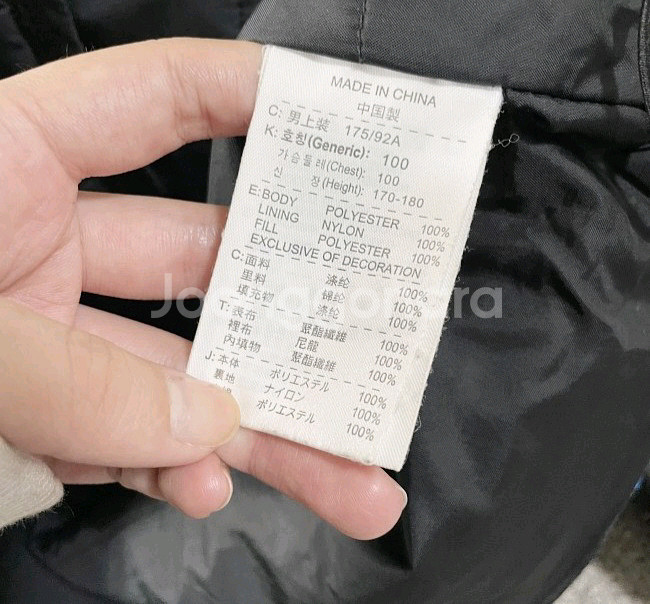 MADE IN CHINA
中国製
C: 男上装 175/92A
K: 호칭(Generic): 100
가슴둘레(Chest): 100
신 장(Height): 170-180
E: BODY POLYESTER 100%
LINING NYLON 100%
FILL POLYESTER 100%
EXCLUSIVE OF DECORATION
C: 面料 涤纶 100%
里料 锦纶 100%
填充物 涤纶 100%
T: 表布 聚酯纖維 100%
裡布 尼龍 100%
內填物 聚酯纖維 100%
J: 本体 ポリエステル 100%
裏地 ナイロン 100%
ポリエステル 100%
Joonggonara